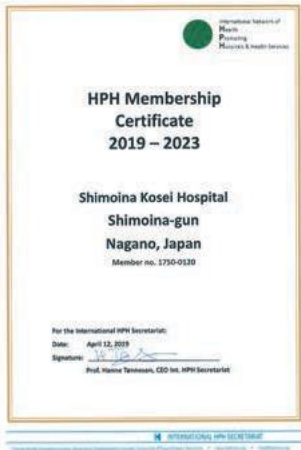 International Network of
Health
Promoting
Hospitals & Health Services
HPH Membership
Certificate
2019 – 2023
Shimoina Kosei Hospital
Shimoina-gun
Nagano, Japan
Member no. 1750-0120
For the International HPH Secretariat:
Date: April 12, 2019
Signature:
Prof. Hanne Tønnesen, CEO Int. HPH Secretariat
INTERNATIONAL HPH SECRETARIAT